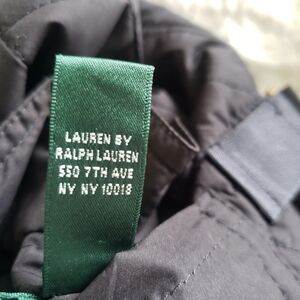 LAUREN BY
RALPH LAUREN
550 7TH AVE
NY NY 10018